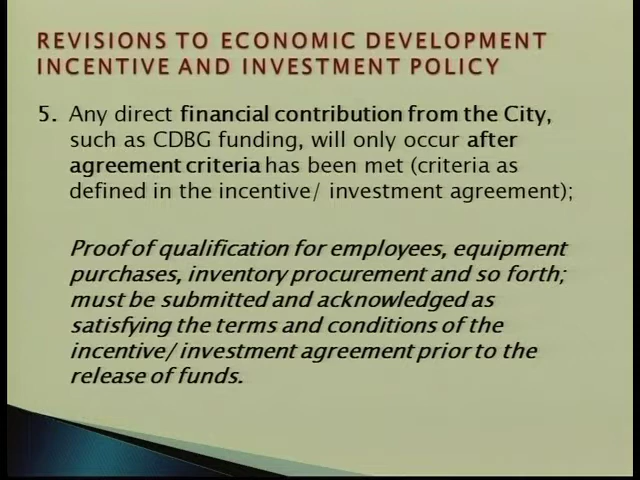 REVISIONS TO ECONOMIC DEVELOPMENT
INCENTIVE AND INVESTMENT POLICY
5. Any direct financial contribution from the City,
such as CDBG funding, will only occur after
agreement criteria has been met (criteria as
defined in the incentive/ investment agreement);
Proof of qualification for employees, equipment
purchases, inventory procurement and so forth;
must be submitted and acknowledged as
satisfying the terms and conditions of the
incentive/ investment agreement prior to the
release of funds.